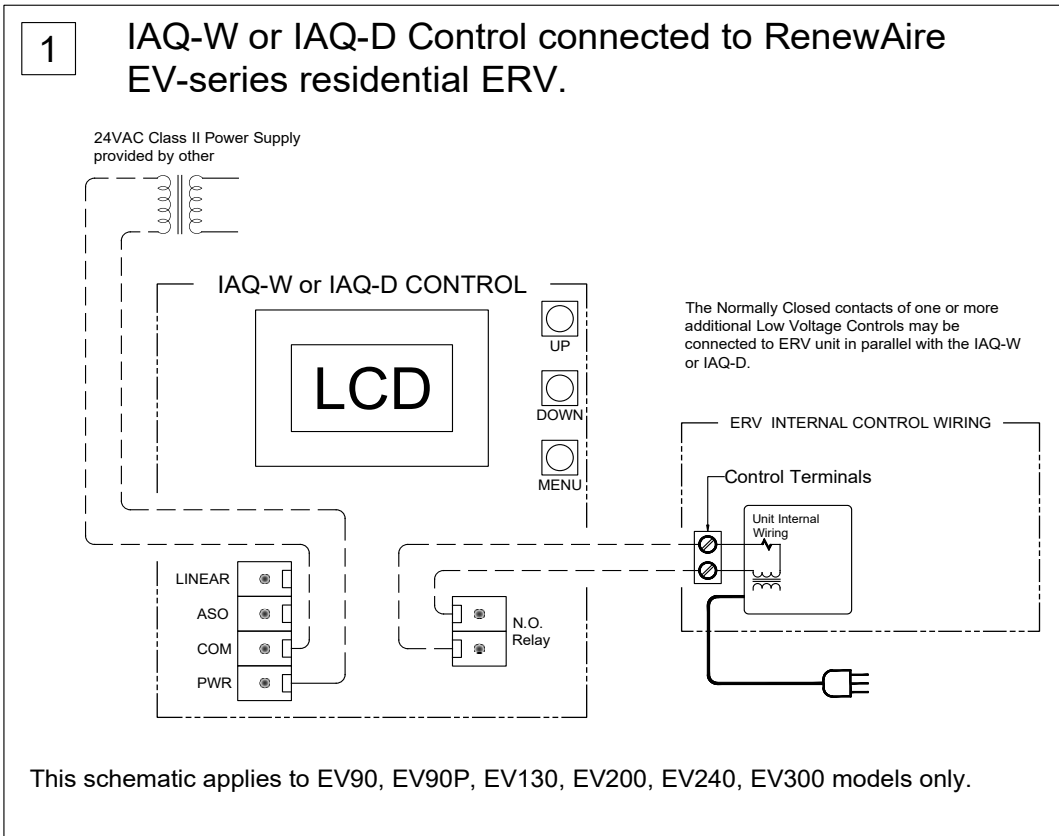 1
IAQ-W or IAQ-D Control connected to RenewAire
EV-series residential ERV.
24VAC Class II Power Supply
provided by other
IAQ-W or IAQ-D CONTROL
LCD
UP
DOWN
MENU
The Normally Closed contacts of one or more
additional Low Voltage Controls may be
connected to ERV unit in parallel with the IAQ-W
or IAQ-D.
ERV INTERNAL CONTROL WIRING
Control Terminals
Unit Internal
Wiring
LINEAR
ASO
COM
PWR
N.O.
Relay
This schematic applies to EV90, EV90P, EV130, EV200, EV240, EV300 models only.